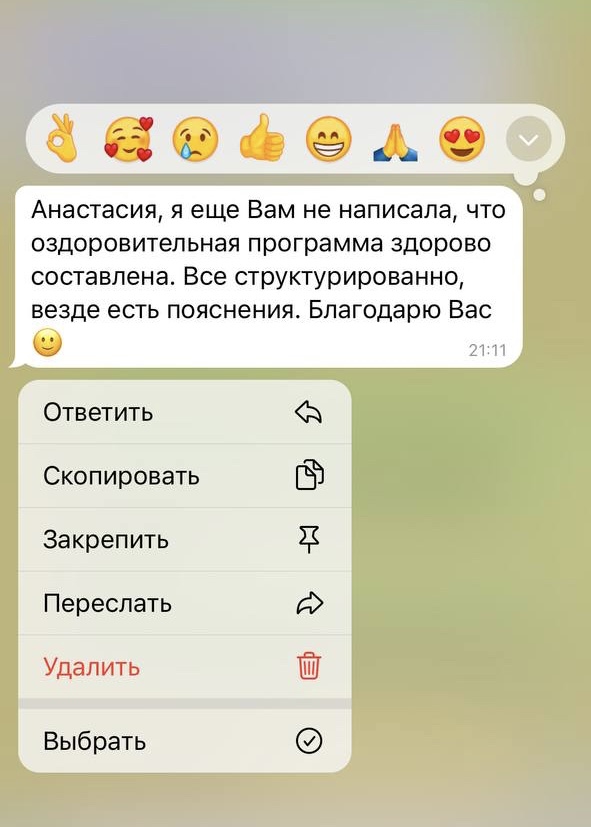 Анастасия, я еще Вам не написала, что
оздоровительная программа здорово
составлена. Все структурированно,
везде есть пояснения. Благодарю Вас
🙂
21:11
Ответить
Скопировать
Закрепить
Переслать
Удалить
Выбрать